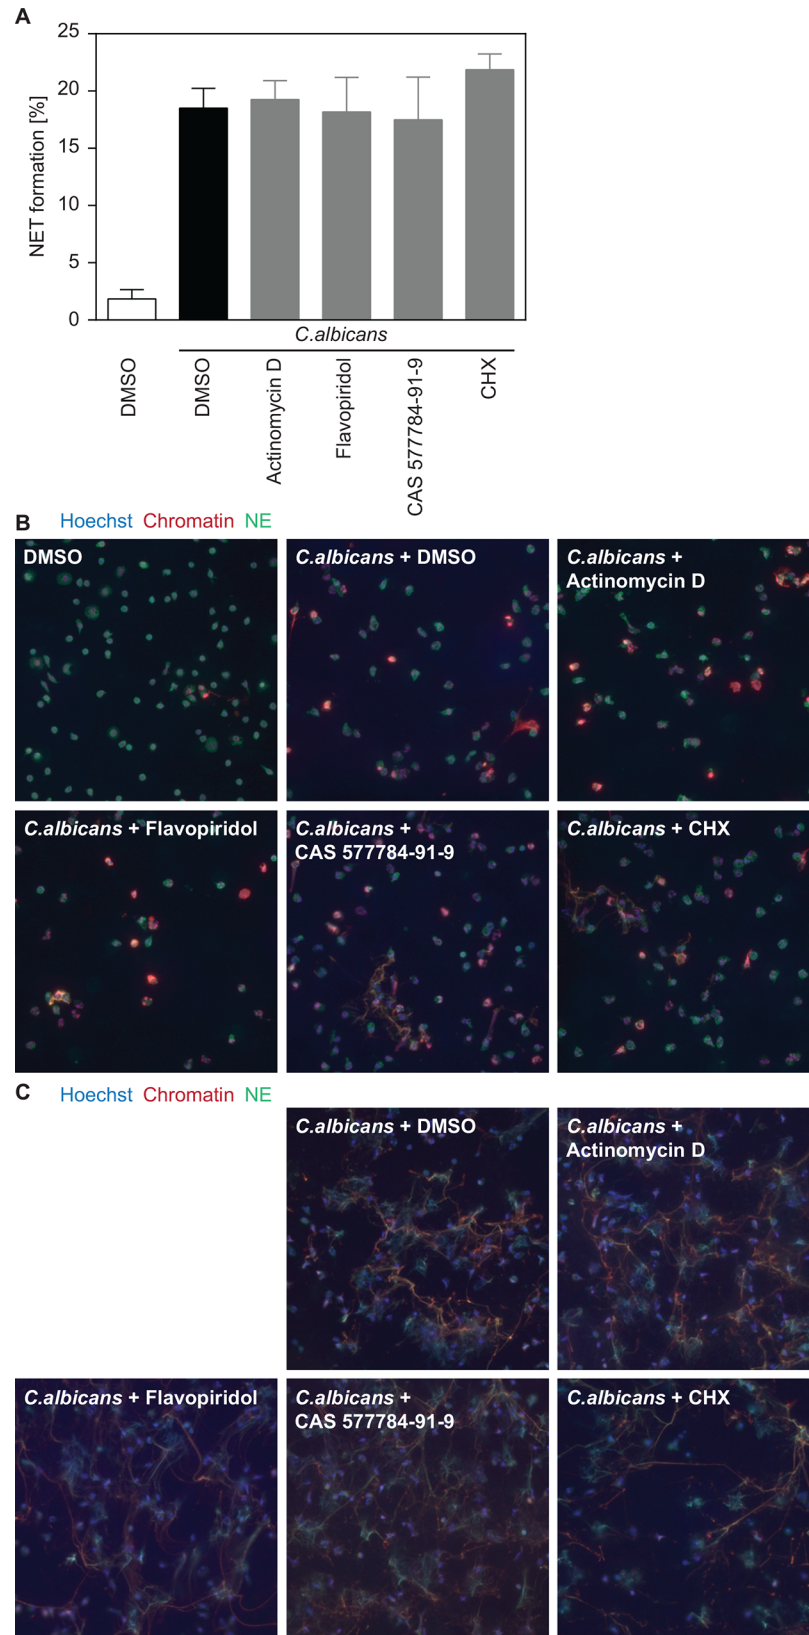 A
25
20
15
10
5
0
NET formation [%]
C.albicans
DMSO
DMSO
Actinomycin D
Flavopiridol
CAS 577784-91-9
CHX
B
Hoechst Chromatin NE
DMSO
C.albicans + DMSO
C.albicans +
Actinomycin D
C.albicans + Flavopiridol
C.albicans +
CAS 577784-91-9
C.albicans + CHX
C
Hoechst Chromatin NE
C.albicans + DMSO
C.albicans +
Actinomycin D
C.albicans + Flavopiridol
C.albicans +
CAS 577784-91-9
C.albicans + CHX